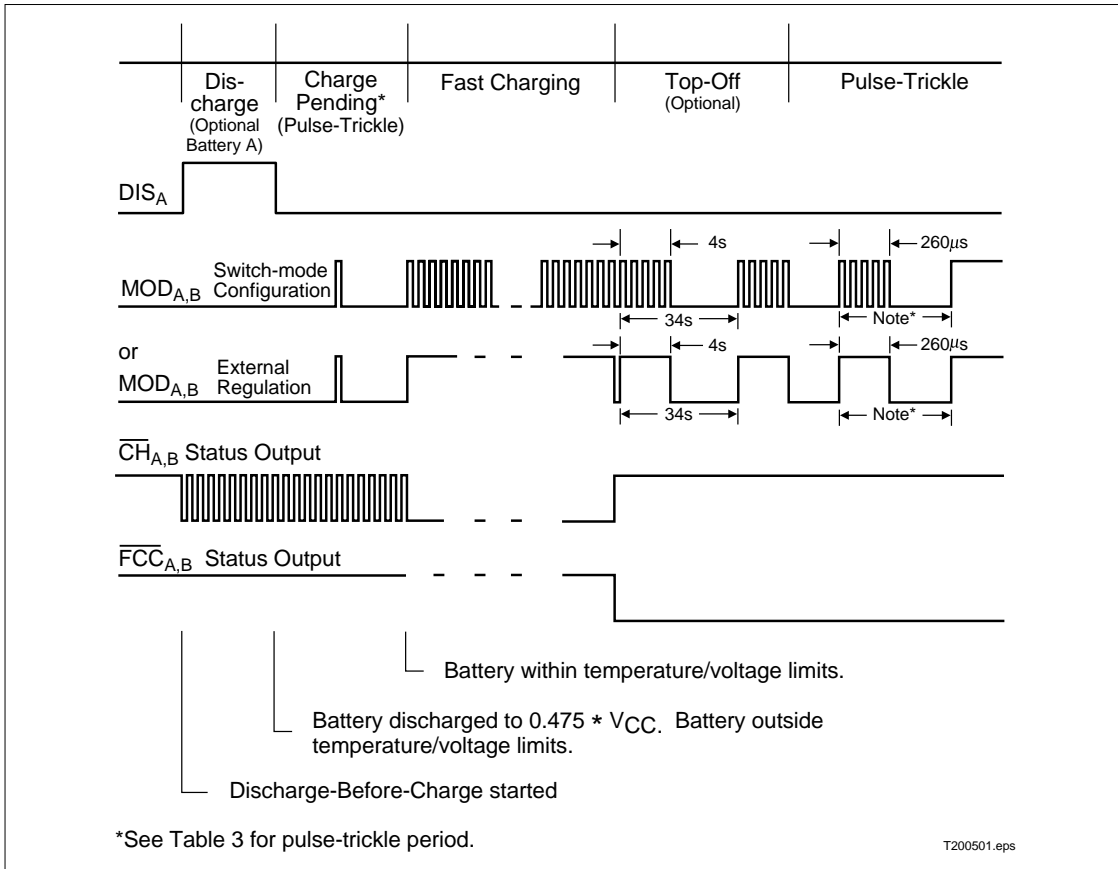 Dis-
charge
(Optional
Battery A)
Charge
Pending*
(Pulse-Trickle)
Fast Charging
Top-Off
(Optional)
Pulse-Trickle
DISA
4s
260µs
MODA,B
Switch-mode
Configuration
34s
Note*
or
4s
260µs
MODA,B
External
Regulation
34s
Note*
CHA,B Status Output
FCCA,B Status Output
Battery within temperature/voltage limits.
Battery discharged to 0.475 * VCC. Battery outside
temperature/voltage limits.
Discharge-Before-Charge started
*See Table 3 for pulse-trickle period.
T200501.eps